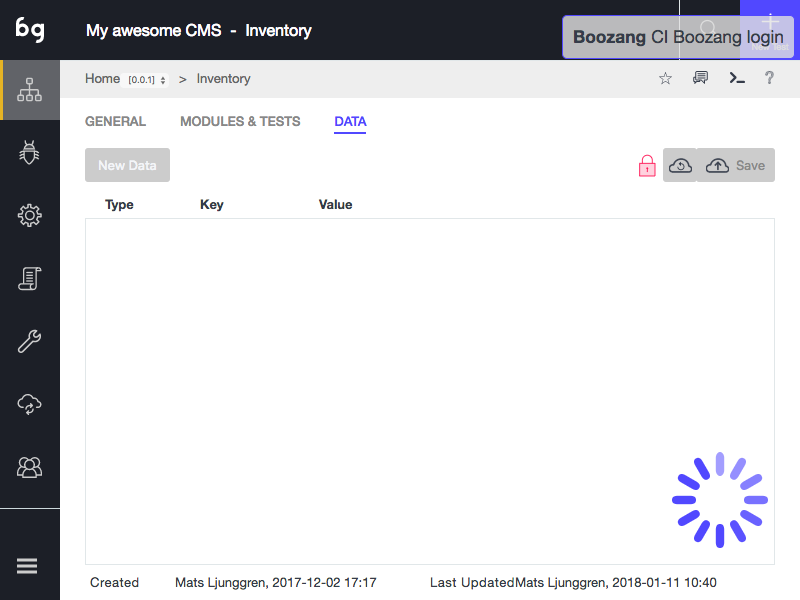 bg
My awesome CMS - Inventory
Boozang CI Boozang login
New Test
Home [0.0.1] > Inventory
?
GENERAL MODULES & TESTS DATA
New Data
Save
Type Key Value
Created Mats Ljunggren, 2017-12-02 17:17 Last UpdatedMats Ljunggren, 2018-01-11 10:40